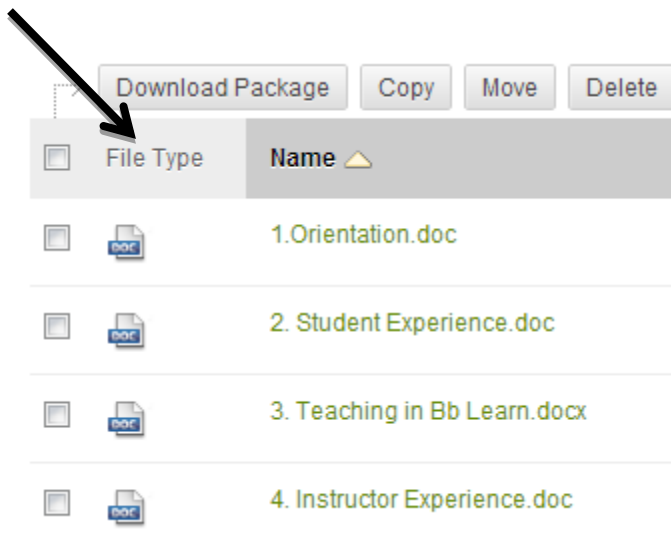 Download Package Copy Move Delete
File Type Name
DOC 1.Orientation.doc
DOC 2. Student Experience.doc
DOC 3. Teaching in Bb Learn.docx
DOC 4. Instructor Experience.doc